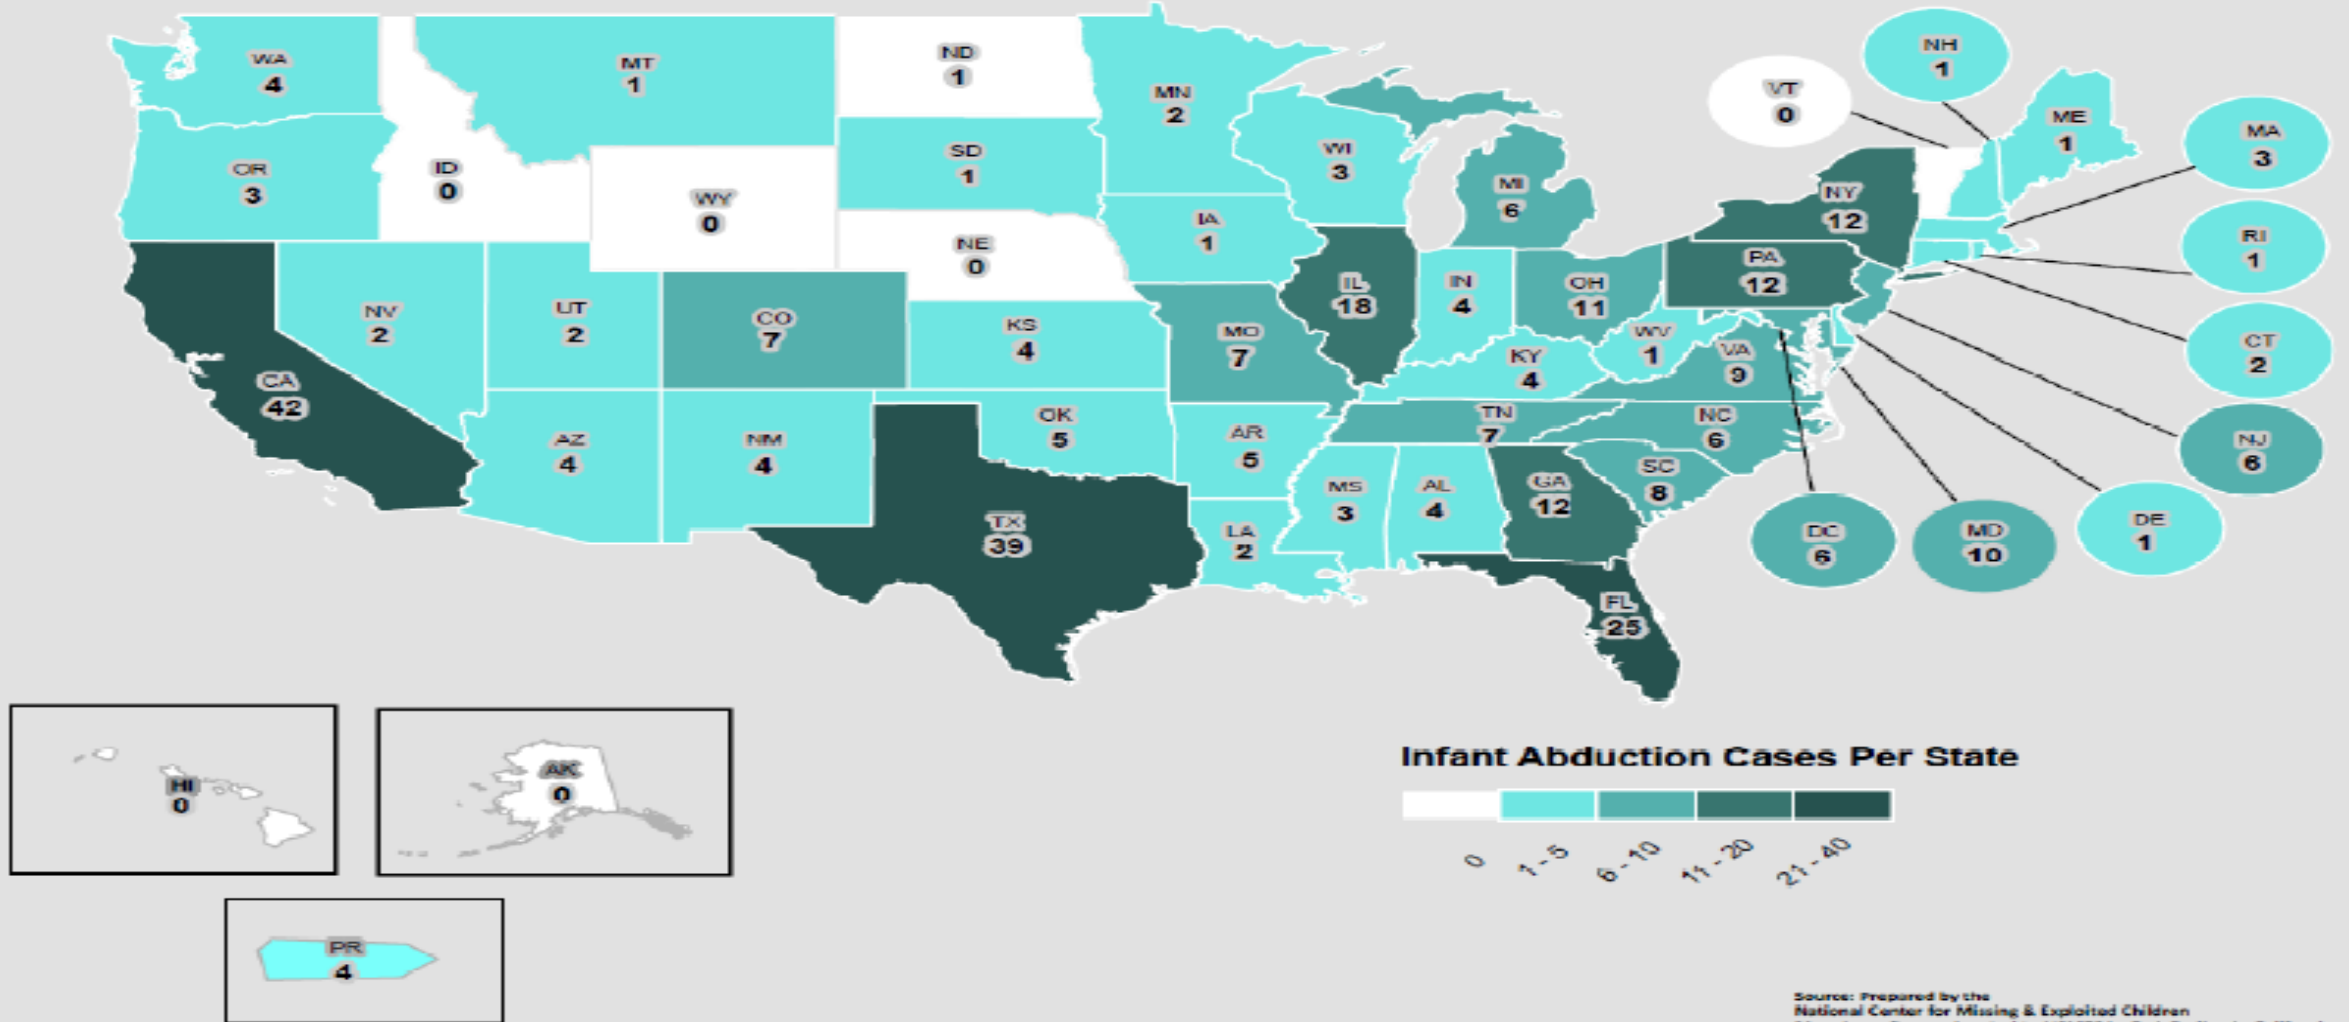 WA
4
MT
1
ND
1
MN
2
VT
0
NH
1
ME
1
MA
3
OR
3
ID
0
WY
0
SD
1
WI
3
MI
6
NY
12
RI
1
NE
0
IA
1
PA
12
CT
2
NV
2
UT
2
CO
7
KS
4
MO
7
IL
18
IN
4
OH
11
WV
1
VA
9
KY
4
CA
42
AZ
4
NM
4
OK
5
AR
5
TN
7
NC
6
NJ
6
TX
39
LA
2
MS
3
AL
4
GA
12
SC
8
DC
6
MD
10
DE
1
FL
25
HI
0
AK
0
PR
4
Infant Abduction Cases Per State
0
1 - 5
6 - 10
11 - 20
21 - 40
Source: Prepared by the
National Center for Missing & Exploited Children